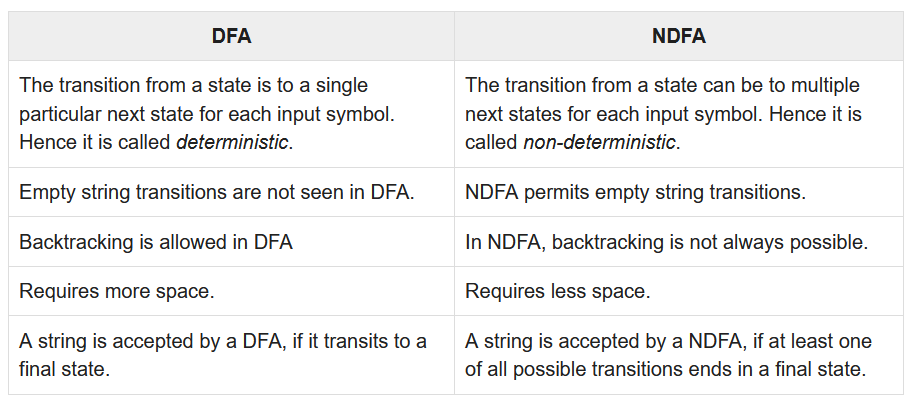 DFA
NDFA
The transition from a state is to a single
particular next state for each input symbol.
Hence it is called deterministic.
The transition from a state can be to multiple
next states for each input symbol. Hence it is
called non-deterministic.
Empty string transitions are not seen in DFA.
NDFA permits empty string transitions.
Backtracking is allowed in DFA
In NDFA, backtracking is not always possible.
Requires more space.
Requires less space.
A string is accepted by a DFA, if it transits to a
final state.
A string is accepted by a NDFA, if at least one
of all possible transitions ends in a final state.